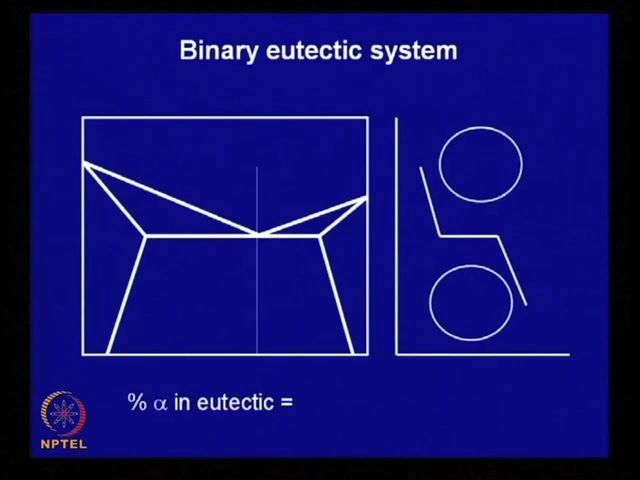 Binary eutectic system
% α in eutectic =
NPTEL